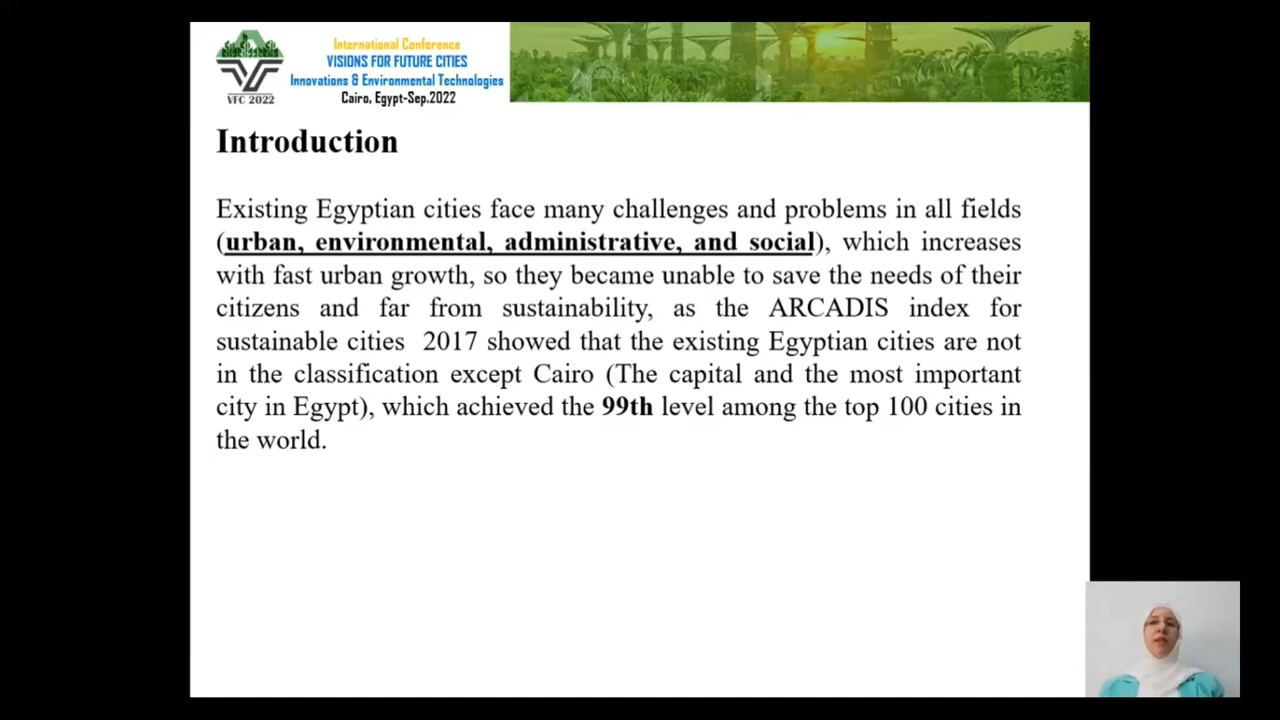 VFC 2022
International Conference
VISIONS FOR FUTURE CITIES
Innovations & Environmental Technologies
Cairo, Egypt-Sep.2022
Introduction
Existing Egyptian cities face many challenges and problems in all fields
(urban, environmental, administrative, and social), which increases
with fast urban growth, so they became unable to save the needs of their
citizens and far from sustainability, as the ARCADIS index for
sustainable cities 2017 showed that the existing Egyptian cities are not
in the classification except Cairo (The capital and the most important
city in Egypt), which achieved the 99th level among the top 100 cities in
the world.